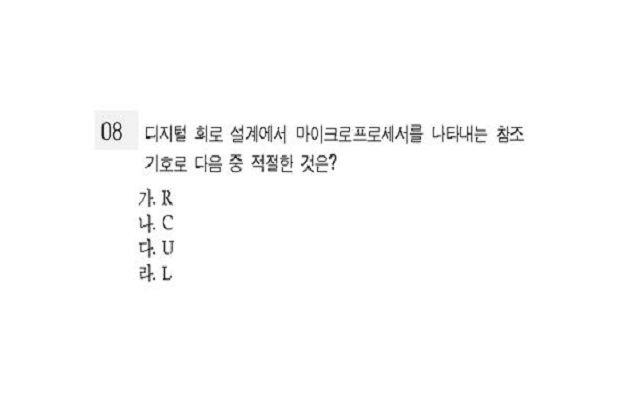 08 디지털 회로 설계에서 마이크로프로세서를 나타내는 참조
기호로 다음 중 적절한 것은?
가. R
나. C
다. U
라. L